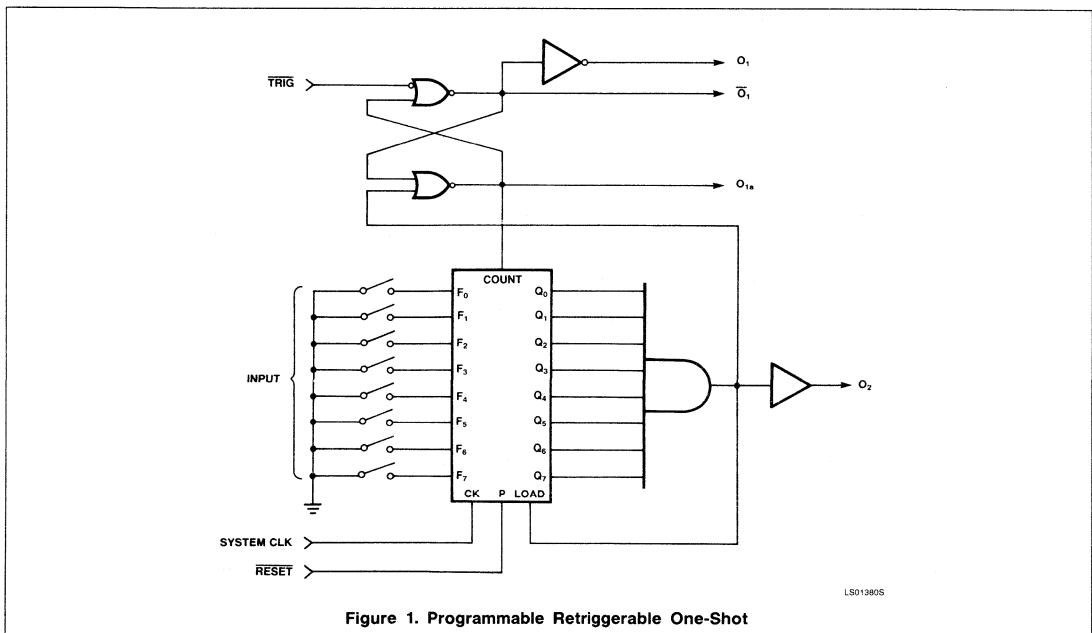 TRIG
O1
O1
O1a
COUNT
INPUT
F0
F1
F2
F3
F4
F5
F6
F7
Q0
Q1
Q2
Q3
Q4
Q5
Q6
Q7
O2
CK P LOAD
SYSTEM CLK
RESET
LS01380S
Figure 1. Programmable Retriggerable One-Shot